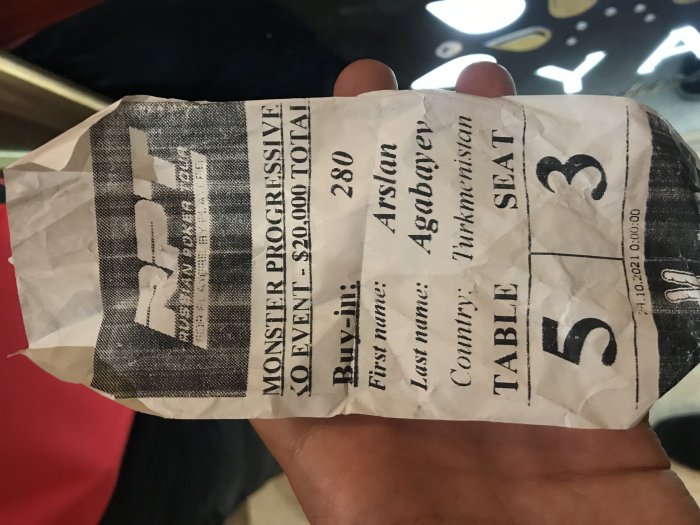 RPT
RUSSIAN POKER TOUR
MONSTER PROGRESSIVE
KO EVENT - $20,000 TOTAL
Buy-in: 280
First name: Arslan
Last name: Agabayev
Country: Turkmenistan
TABLE SEAT
5 3
24.10.2021 0:00:00
Y A